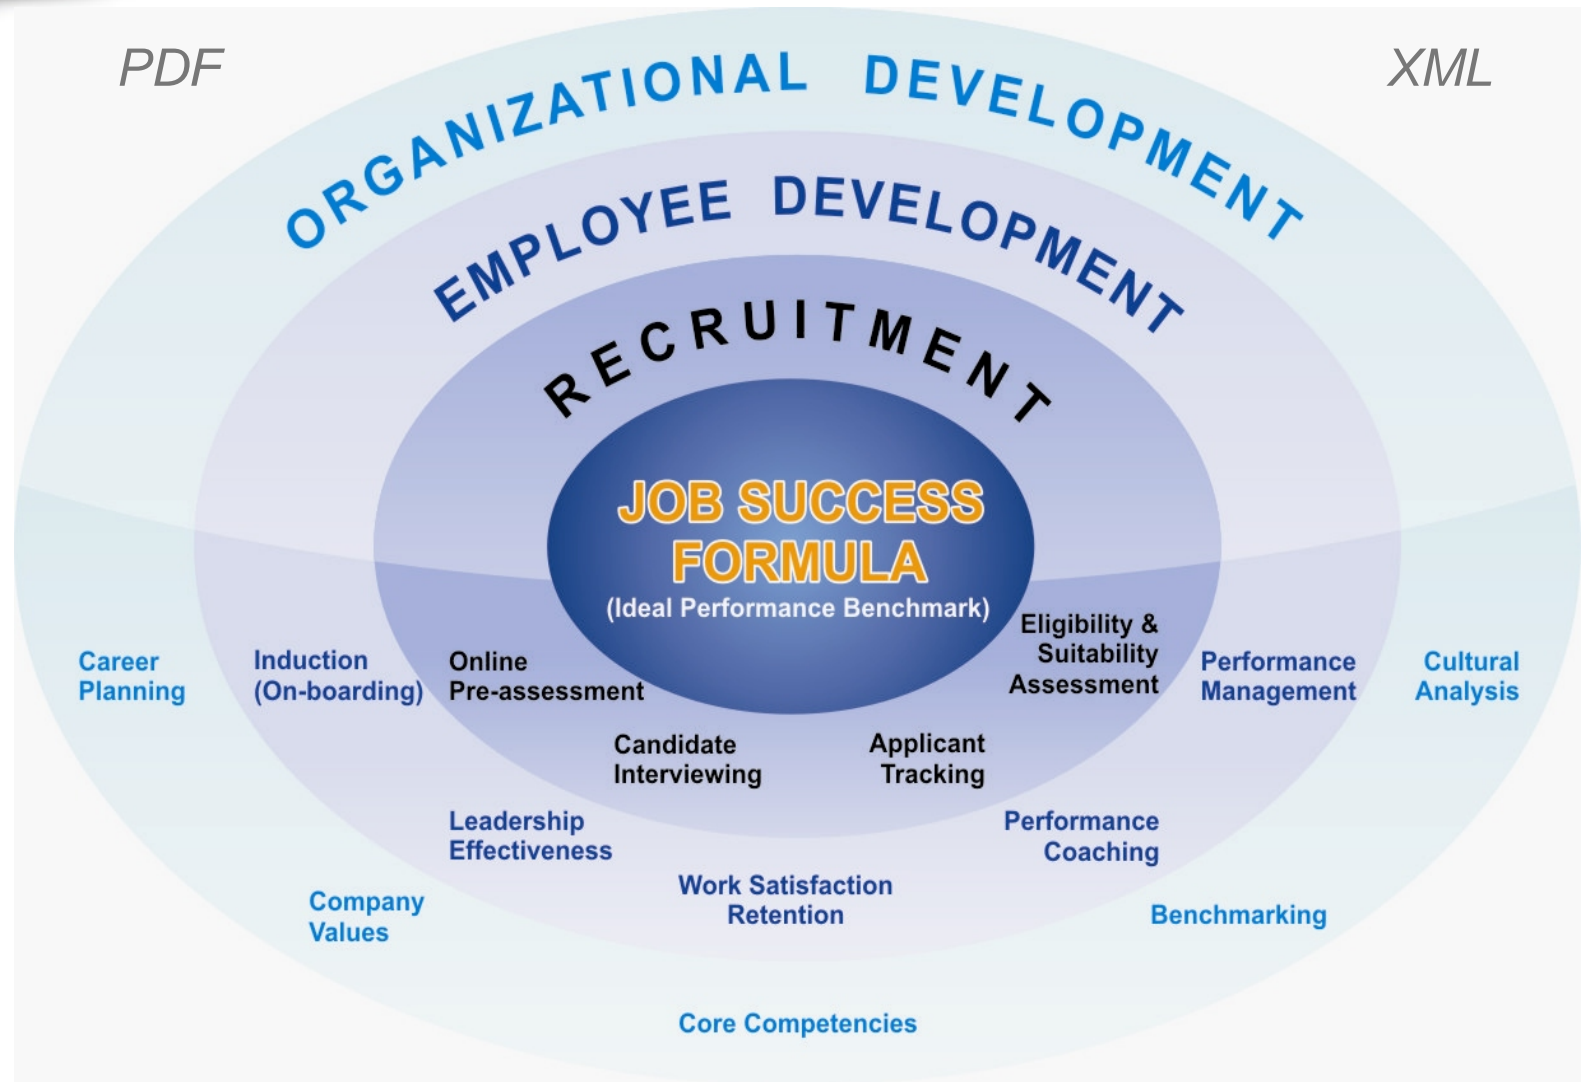 PDF
XML
ORGANIZATIONAL DEVELOPMENT
EMPLOYEE DEVELOPMENT
RECRUITMENT
JOB SUCCESS
FORMULA
(Ideal Performance Benchmark)
Career
Planning
Induction
(On-boarding)
Online
Pre-assessment
Eligibility &
Suitability
Assessment
Performance
Management
Cultural
Analysis
Candidate
Interviewing
Applicant
Tracking
Leadership
Effectiveness
Performance
Coaching
Work Satisfaction
Retention
Company
Values
Benchmarking
Core Competencies